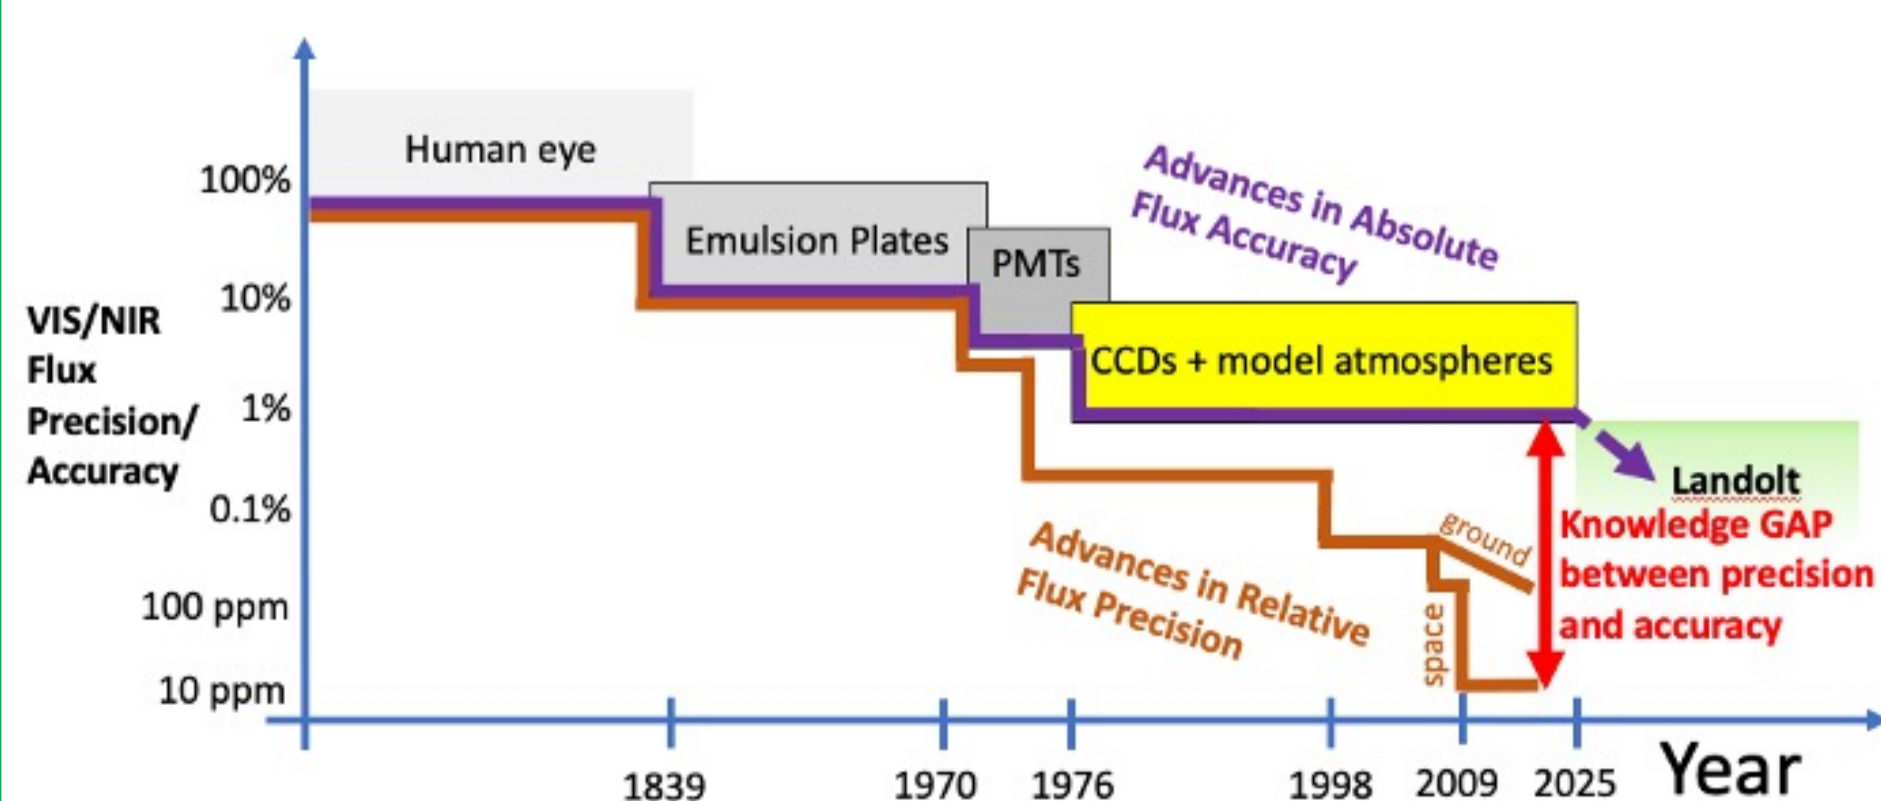 Human eye
100%
Emulsion Plates
PMTs
Advances in Absolute
Flux Accuracy
10%
VIS/NIR
Flux
Precision/
Accuracy
CCDs + model atmospheres
1%
Landolt
0.1%
Knowledge GAP
between precision
and accuracy
ground
Advances in Relative
Flux Precision
space
100 ppm
10 ppm
1839
1970
1976
1998
2009
2025
Year